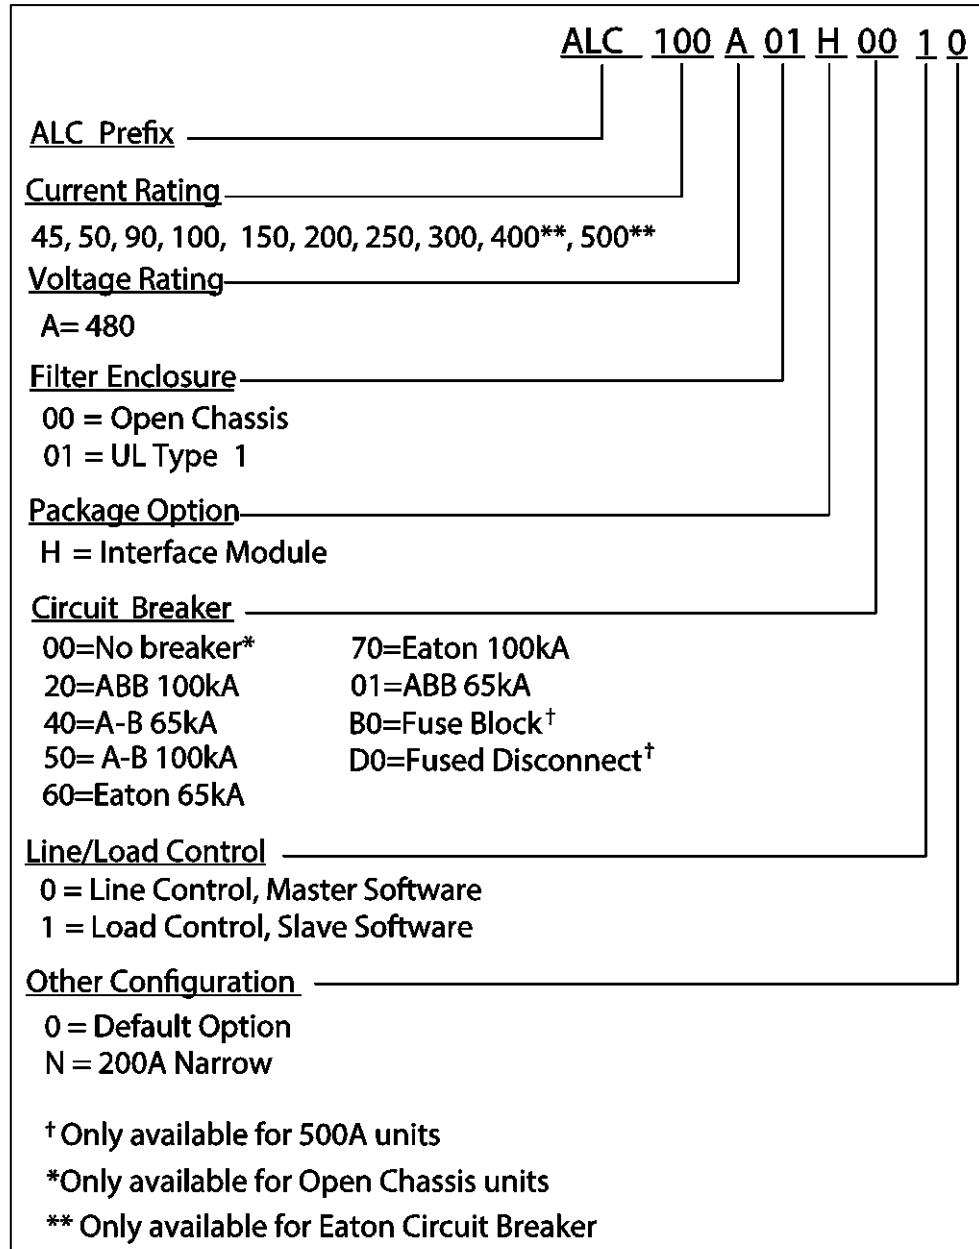 ALC 100 A 01 H 00 1 0
ALC Prefix
Current Rating
45, 50, 90, 100, 150, 200, 250, 300, 400**, 500**
Voltage Rating
A= 480
Filter Enclosure
00 = Open Chassis
01 = UL Type 1
Package Option
H = Interface Module
Circuit Breaker
00=No breaker* 70=Eaton 100kA
20=ABB 100kA 01=ABB 65kA
40=A-B 65kA B0=Fuse Block†
50= A-B 100kA D0=Fused Disconnect†
60=Eaton 65kA
Line/Load Control
0 = Line Control, Master Software
1 = Load Control, Slave Software
Other Configuration
0 = Default Option
N = 200A Narrow
† Only available for 500A units
*Only available for Open Chassis units
** Only available for Eaton Circuit Breaker